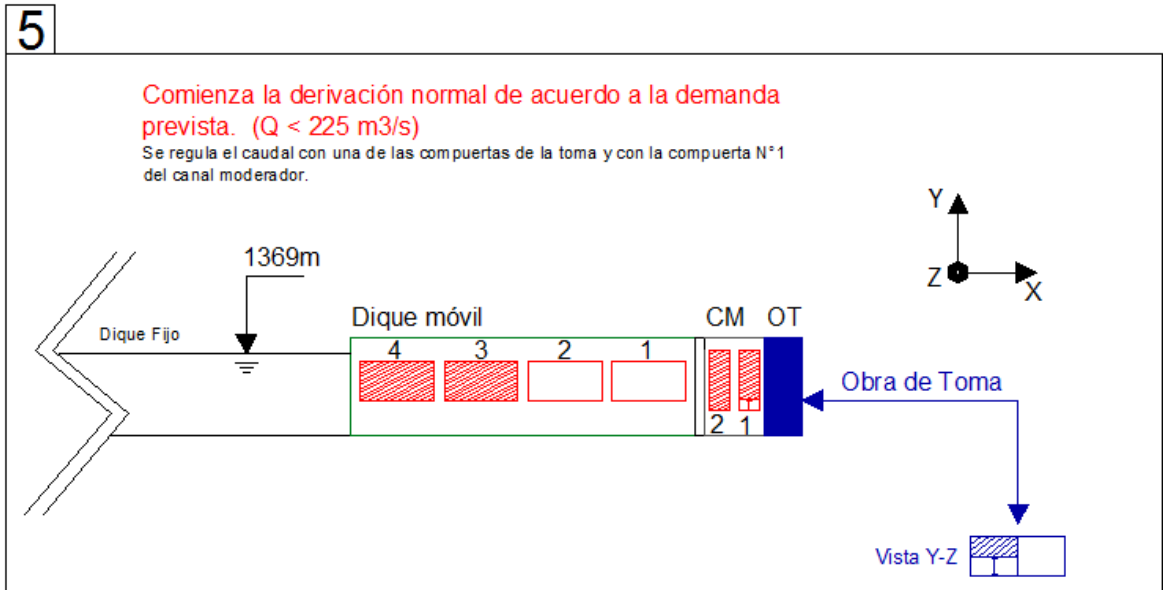 5
Comienza la derivación normal de acuerdo a la demanda
prevista. (Q < 225 m3/s)
Se regula el caudal con una de las compuertas de la toma y con la compuerta N°1
del canal moderador.
Y
Z
X
1369m
Dique Fijo
Dique móvil
CM OT
4 3 2 1
2 1
Obra de Toma
Vista Y-Z